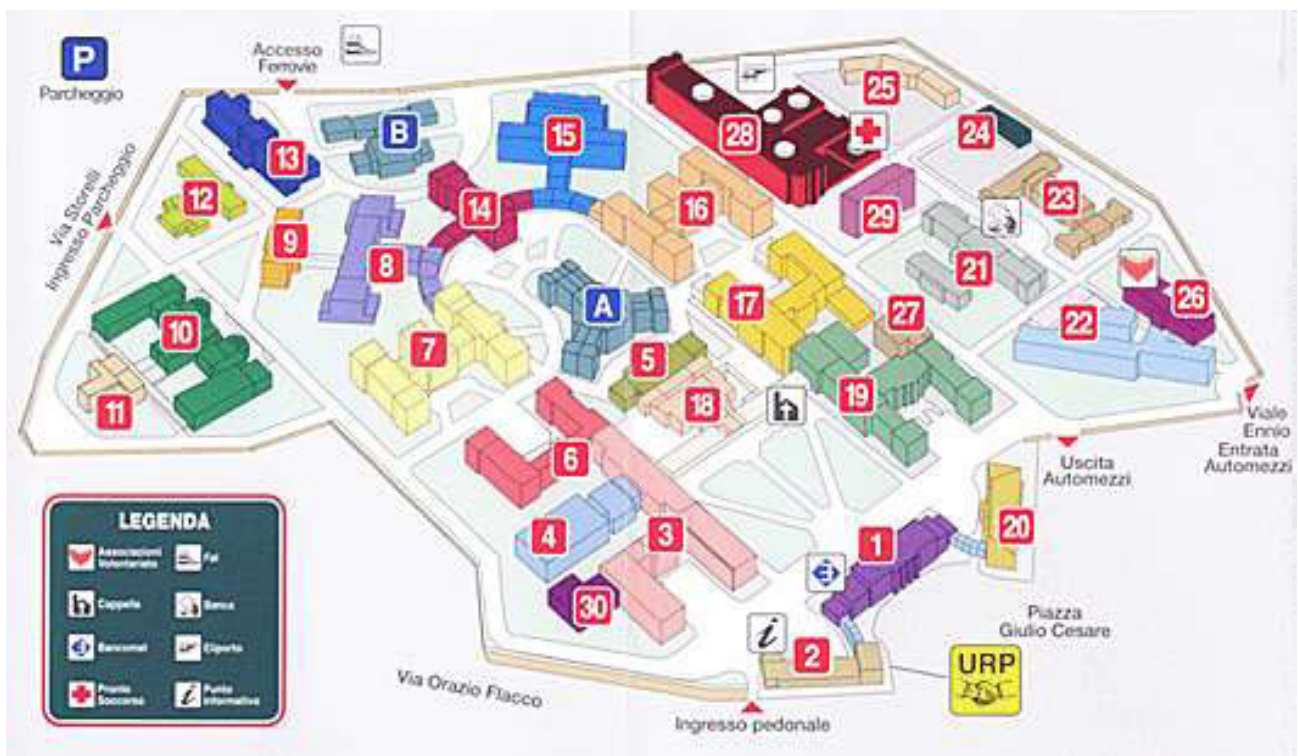 P
Parcheggio
Accesso
Ferrovie
Via Storelli
Ingresso Parcheggio
B
13
12
9
8
14
15
28
25
24
16
29
23
21
26
22
10
11
7
A
17
27
5
18
19
6
4
3
30
1
20
2
i
Viale
Ennio
Entrata
Automezzi
Uscita
Automezzi
Piazza
Giulio Cesare
URP
Via Orazio Flacco
Ingresso pedonale
LEGENDA
Associazioni
Volontariato
Cappella
Bancomat
Pronto
Soccorso
Fal
Banca
Eliporto
i
Punto
Informativo